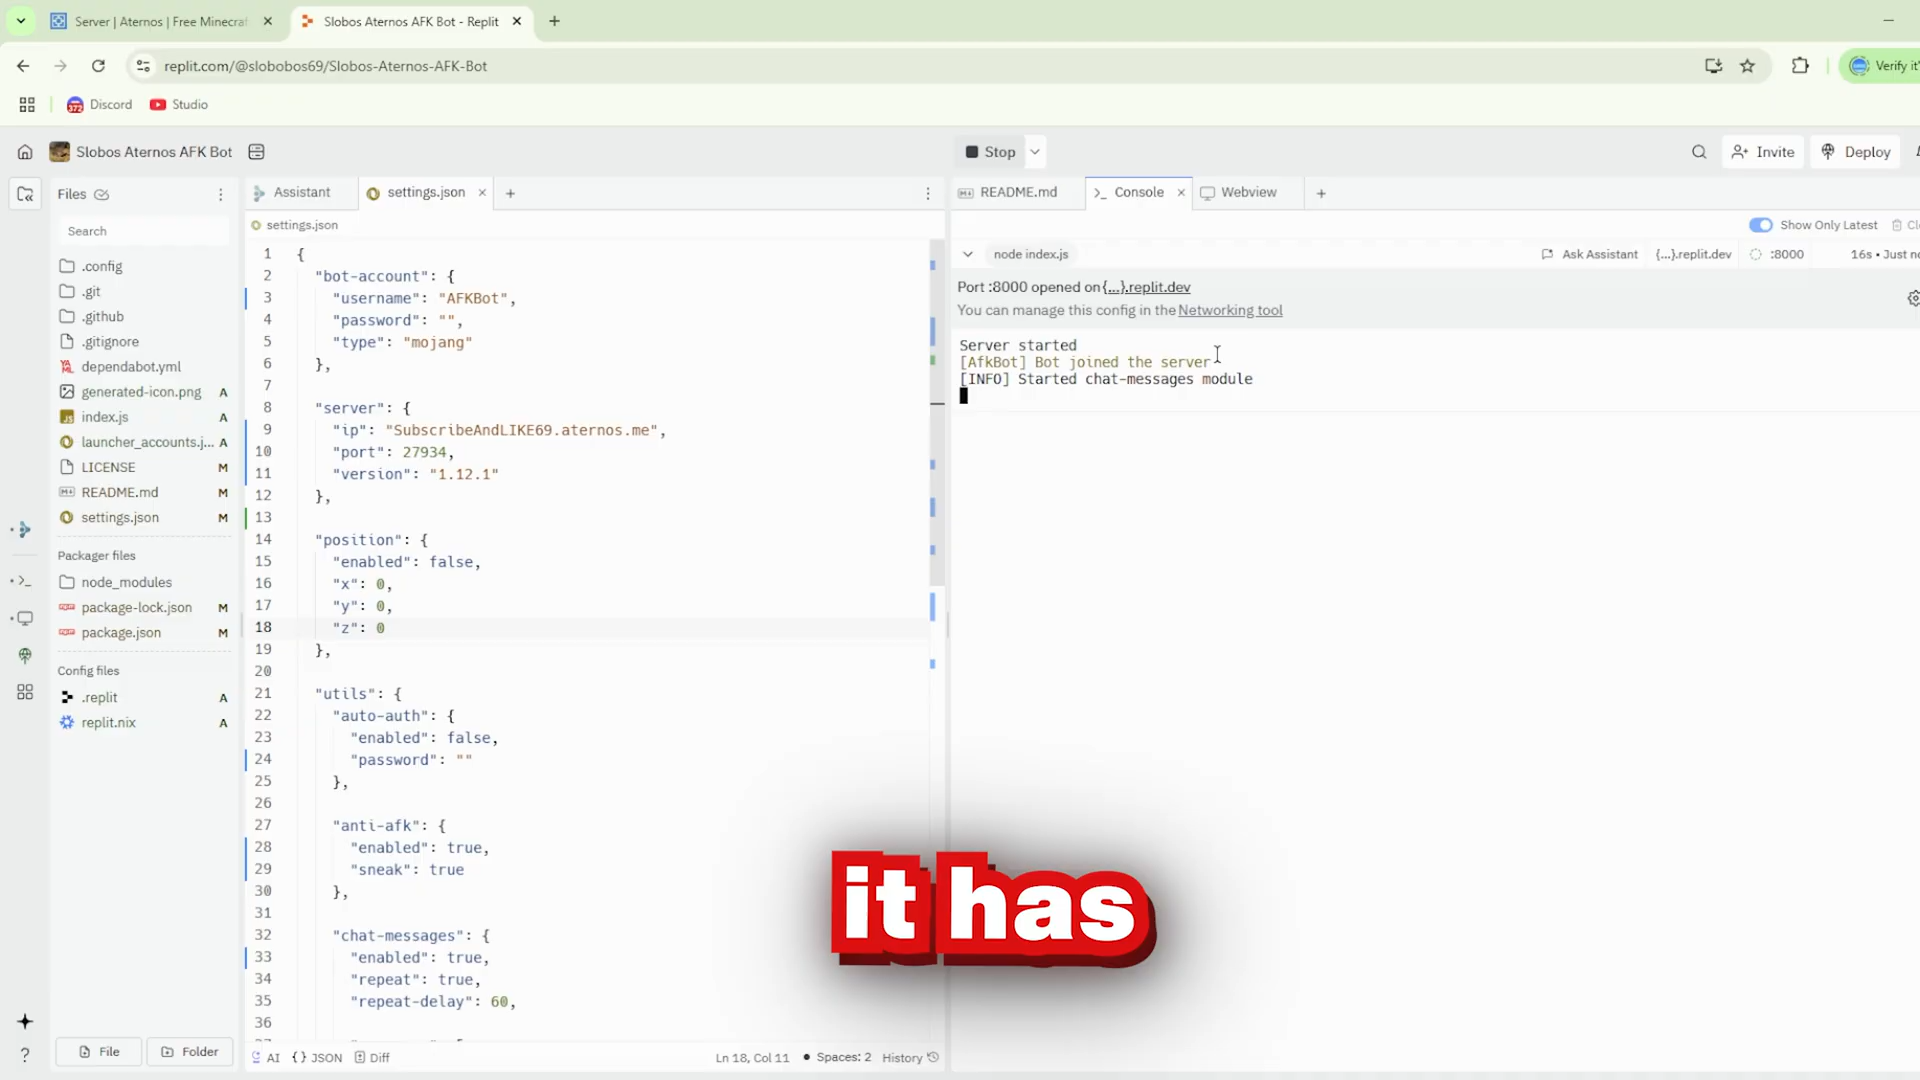 Server | Aternos | Free Minecraf
Slobos Aternos AFK Bot - Replit
replit.com/@slobobos69/Slobos-Aternos-AFK-Bot
Verify it'
Discord
Studio
Slobos Aternos AFK Bot
Stop
Invite
Deploy
Files
Search
.config
.git
.github
.gitignore
dependabot.yml
generated-icon.png A
index.js A
launcher_accounts.j... A
LICENSE M
README.md M
settings.json M
Packager files
node_modules
package-lock.json M
package.json M
Config files
.replit A
replit.nix A
File
Folder
Assistant
settings.json
settings.json
1 {
2 "bot-account": {
3 "username": "AFKBot",
4 "password": "",
5 "type": "mojang"
6 },
7
8 "server": {
9 "ip": "SubscribeAndLIKE69.aternos.me",
10 "port": 27934,
11 "version": "1.12.1"
12 },
13
14 "position": {
15 "enabled": false,
16 "x": 0,
17 "y": 0,
18 "z": 0
19 },
20
21 "utils": {
22 "auto-auth": {
23 "enabled": false,
24 "password": ""
25 },
26
27 "anti-afk": {
28 "enabled": true,
29 "sneak": true
30 },
31
32 "chat-messages": {
33 "enabled": true,
34 "repeat": true,
35 "repeat-delay": 60,
36
AI
{} JSON
Diff
Ln 18, Col 11
Spaces: 2
History
README.md
Console
Webview
Show Only Latest
node index.js
Ask Assistant
{...}.replit.dev
:8000
16s • Just no
Port :8000 opened on {...}.replit.dev
You can manage this config in the Networking tool
Server started
[AfkBot] Bot joined the server
[INFO] Started chat-messages module
it has